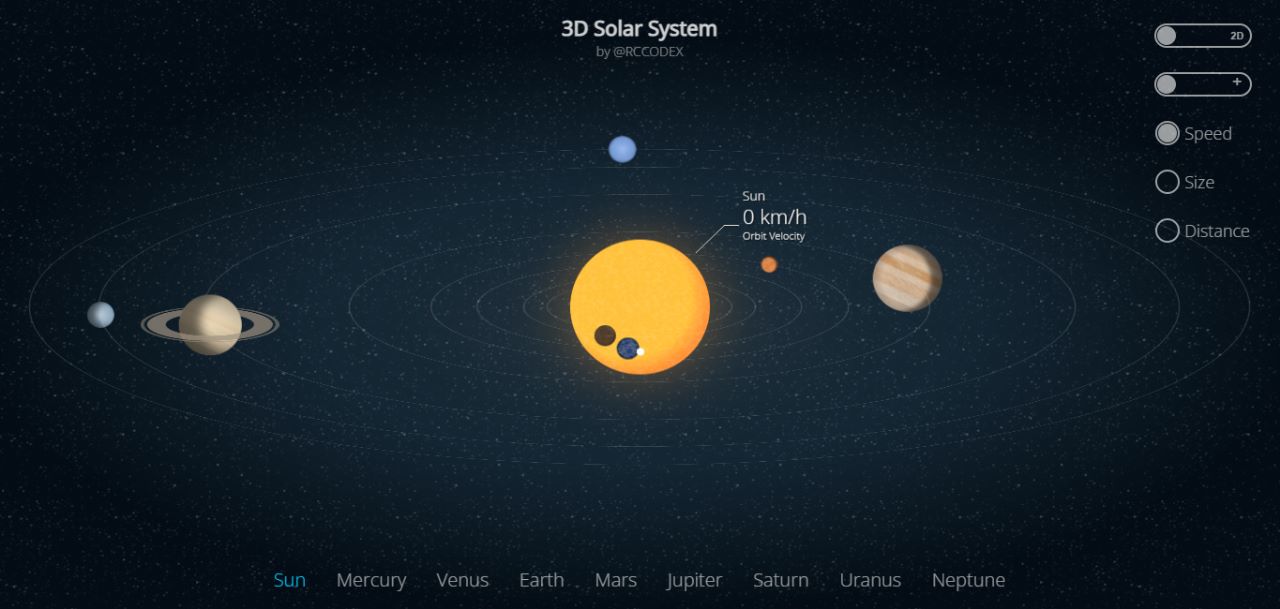 3D Solar System
by @RCCODEX
2D
+
Speed
Size
Distance
Sun
0 km/h
Orbit Velocity
Sun Mercury Venus Earth Mars Jupiter Saturn Uranus Neptune